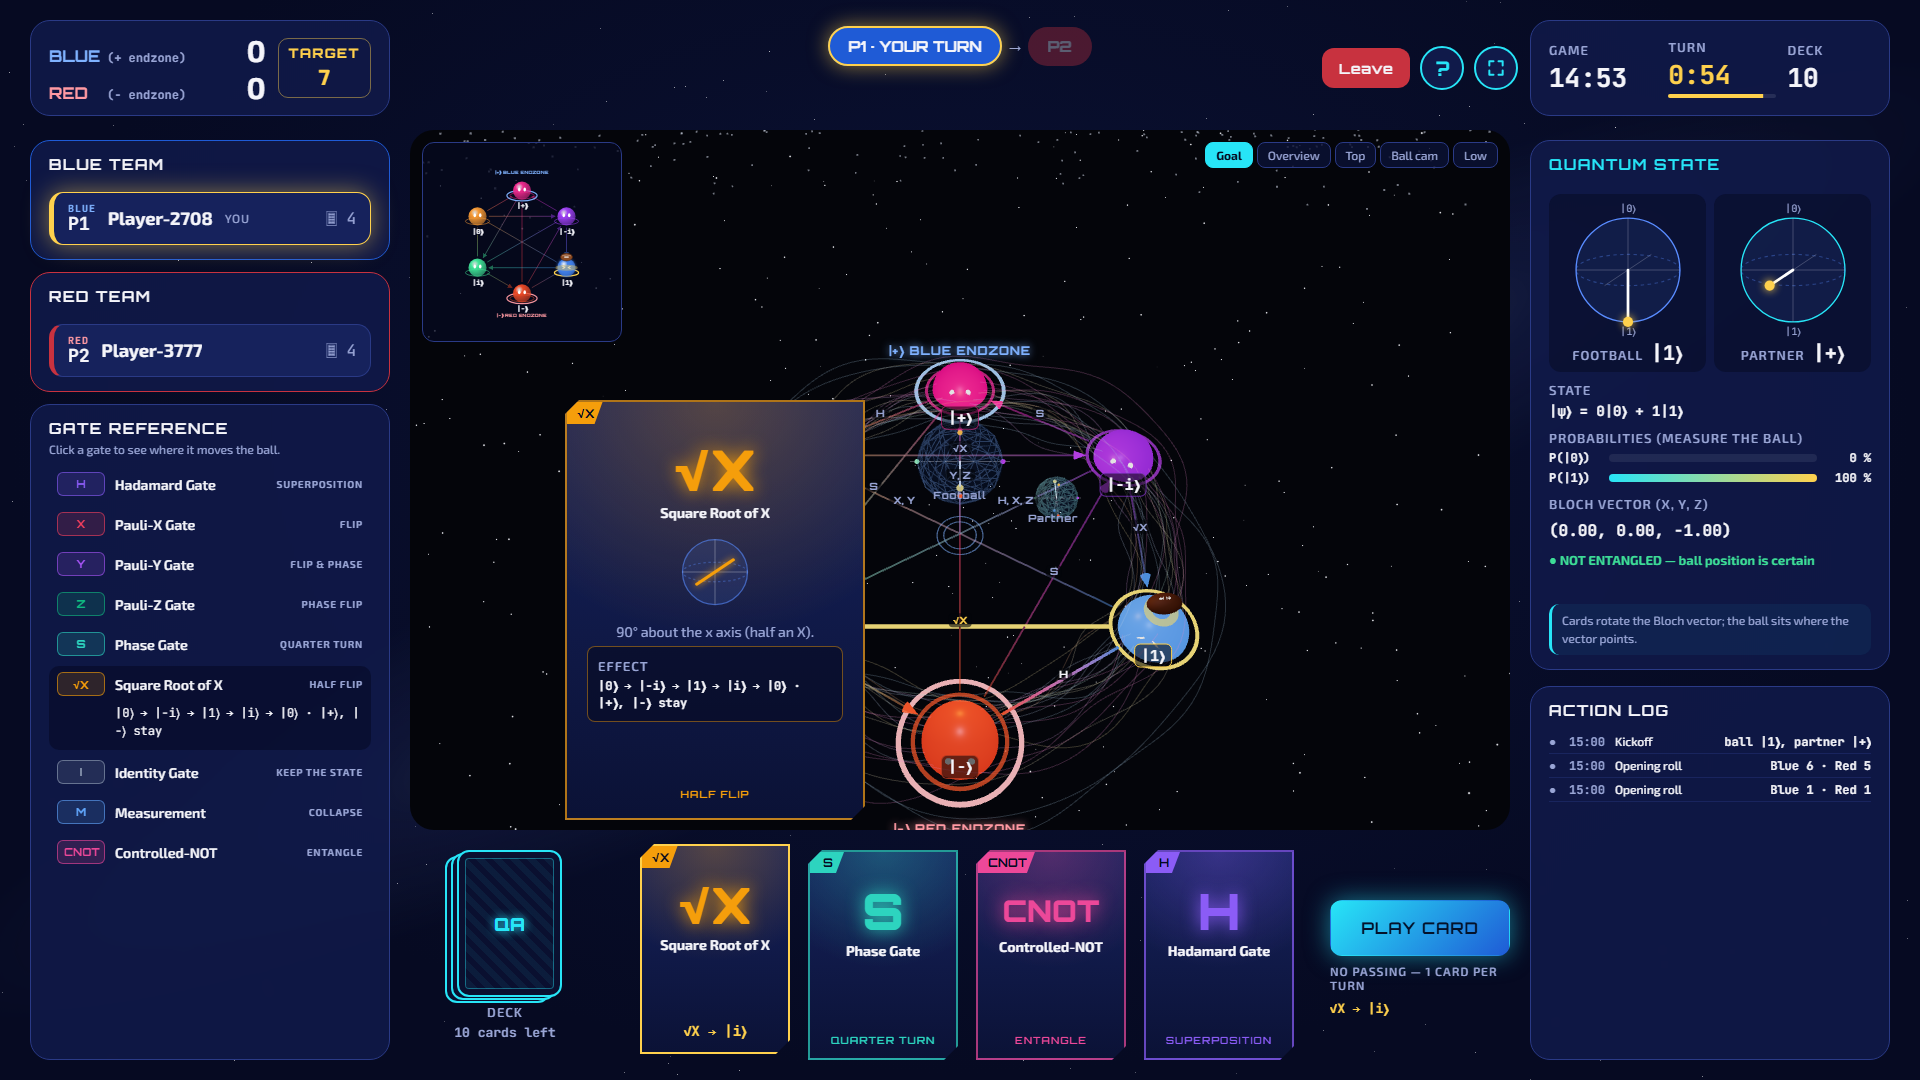 BLUE (+ endzone) 0
RED (- endzone) 0
TARGET
7
P1 · YOUR TURN → P2
Leave
?
GAME
14:53
TURN
0:54
DECK
10
BLUE TEAM
BLUE
P1 Player-2708 YOU 4
RED TEAM
RED
P2 Player-3777 4
GATE REFERENCE
Click a gate to see where it moves the ball.
H Hadamard Gate SUPERPOSITION
X Pauli-X Gate FLIP
Y Pauli-Y Gate FLIP & PHASE
Z Pauli-Z Gate PHASE FLIP
S Phase Gate QUARTER TURN
√X Square Root of X HALF FLIP
|0⟩ → |-i⟩ → |1⟩ → |i⟩ → |0⟩ · |+⟩, |
-⟩ stay
I Identity Gate KEEP THE STATE
M Measurement COLLAPSE
CNOT Controlled-NOT ENTANGLE
|+⟩ BLUE ENDZONE
|+⟩
|0⟩
|-i⟩
|i⟩
|1⟩
|-⟩
|-⟩ RED ENDZONE
Goal
Overview
Top
Ball cam
Low
|+⟩ BLUE ENDZONE
H
|+⟩
S
√X
Y, Z
Football
S
X, Y
H, X, Z
Partner
|-i⟩
√X
S
√X
|1⟩
H
|-⟩
|-⟩ RED ENDZONE
√X
√X
Square Root of X
90° about the x axis (half an X).
EFFECT
|0⟩ → |-i⟩ → |1⟩ → |i⟩ → |0⟩ ·
|+⟩, |-⟩ stay
HALF FLIP
QUANTUM STATE
|0⟩
|1⟩
FOOTBALL |1⟩
|0⟩
|1⟩
PARTNER |+⟩
STATE
|ψ⟩ = 0|0⟩ + 1|1⟩
PROBABILITIES (MEASURE THE BALL)
P(|0⟩) 0 %
P(|1⟩) 100 %
BLOCH VECTOR (X, Y, Z)
(0.00, 0.00, -1.00)
● NOT ENTANGLED — ball position is certain
Cards rotate the Bloch vector; the ball sits where the
vector points.
ACTION LOG
● 15:00 Kickoff ball |1⟩, partner |+⟩
● 15:00 Opening roll Blue 6 · Red 5
● 15:00 Opening roll Blue 1 · Red 1
QA
DECK
10 cards left
√X
√X
Square Root of X
√X → |i⟩
S
S
Phase Gate
QUARTER TURN
CNOT
CNOT
Controlled-NOT
ENTANGLE
H
H
Hadamard Gate
SUPERPOSITION
PLAY CARD
NO PASSING — 1 CARD PER
TURN
√X → |i⟩